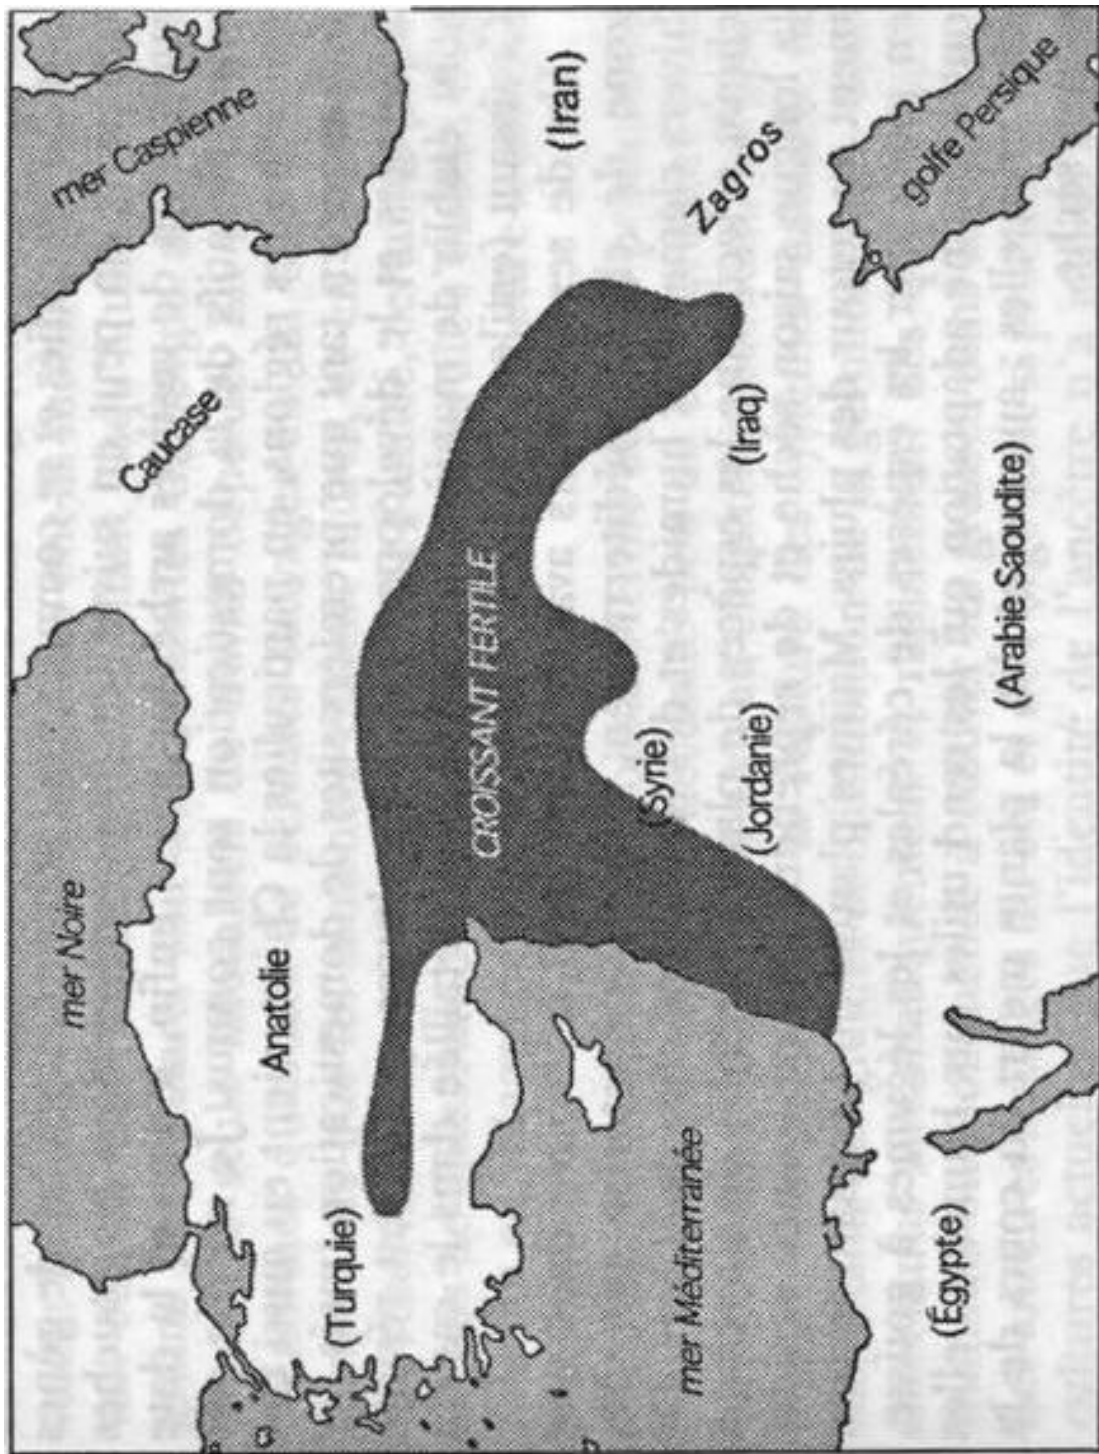 mer Noire
Caucase
mer Caspienne
Anatolie
(Turquie)
CROISSANT FERTILE
(Iran)
Zagros
(Syrie)
mer Méditerranée
(Jordanie)
(Iraq)
golfe Persique
(Égypte)
(Arabie Saoudite)